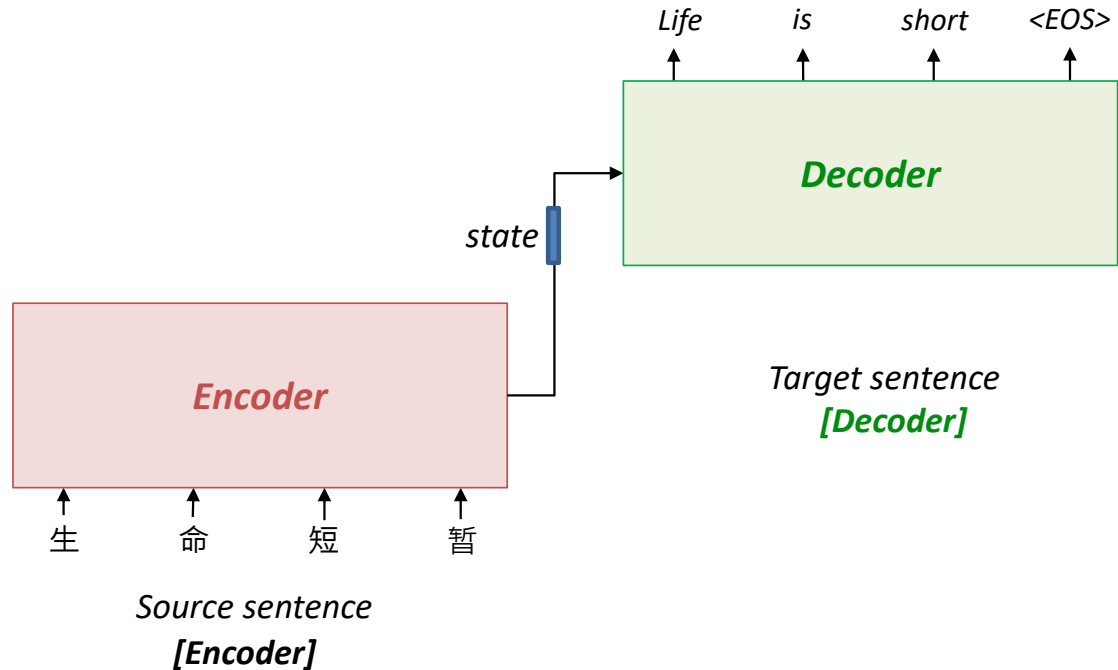 Life is short <EOS>
Decoder
state
Encoder
Target sentence
[Decoder]
生 命 短 暂
Source sentence
[Encoder]